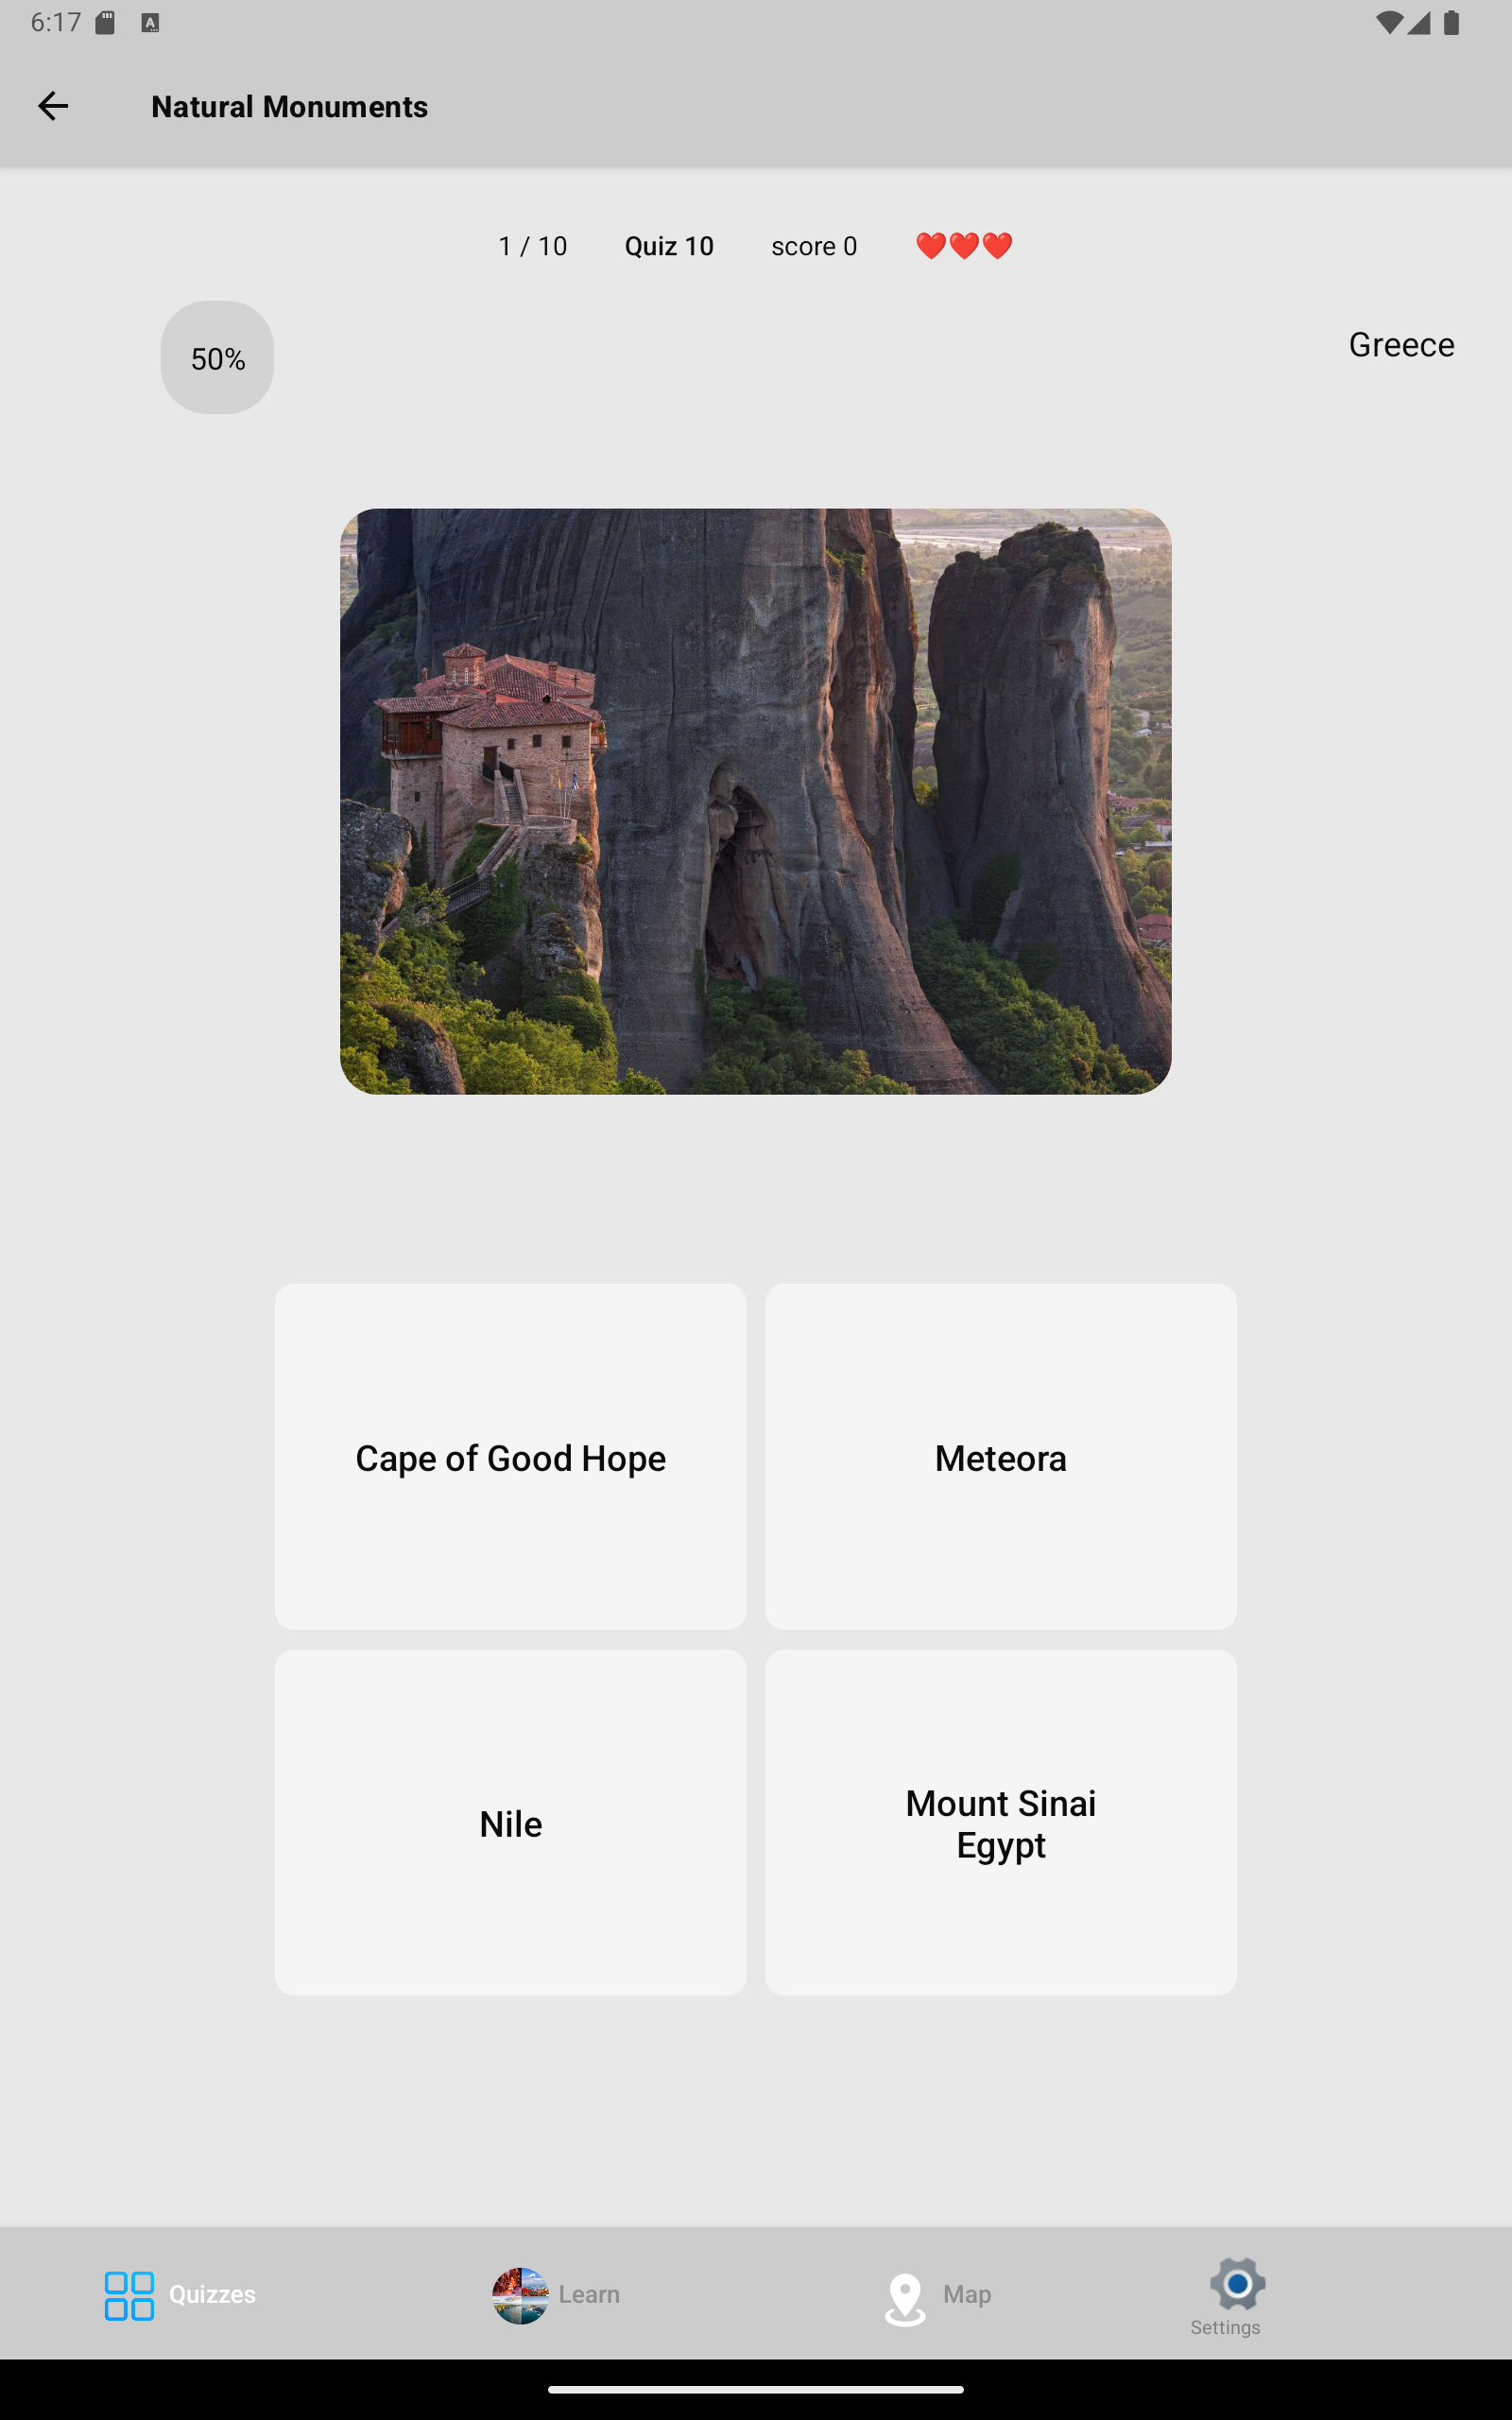 6:17
Natural Monuments
1 / 10 Quiz 10 score 0
50%
Greece
Cape of Good Hope
Meteora
Nile
Mount Sinai
Egypt
Quizzes
Learn
Map
Settings